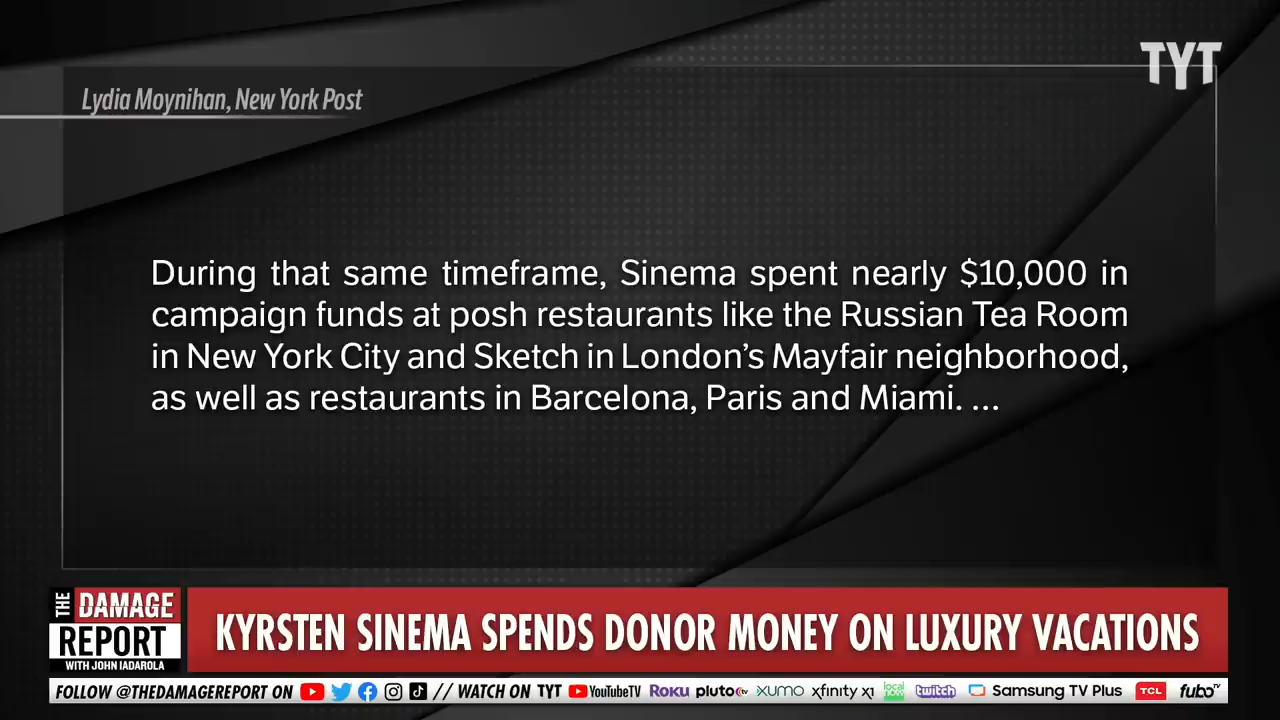 TYT
Lydia Moynihan, New York Post
During that same timeframe, Sinema spent nearly $10,000 in
campaign funds at posh restaurants like the Russian Tea Room
in New York City and Sketch in London's Mayfair neighborhood,
as well as restaurants in Barcelona, Paris and Miami. ...
THE DAMAGE
REPORT
WITH JOHN IADAROLA
KYRSTEN SINEMA SPENDS DONOR MONEY ON LUXURY VACATIONS
FOLLOW @THEDAMAGEREPORT ON // WATCH ON TYT YouTubeTV Roku pluto tv XUMO xfinity x1 local now twitch Samsung TV Plus TCL fubo TV